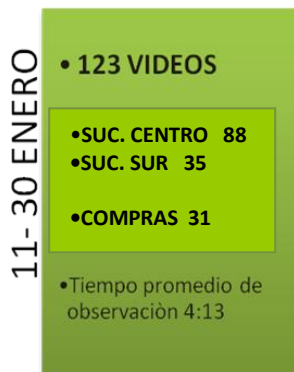 11- 30 ENERO
• 123 VIDEOS
•SUC. CENTRO 88
•SUC. SUR 35
•COMPRAS 31
•Tiempo promedio de
observaciòn 4:13